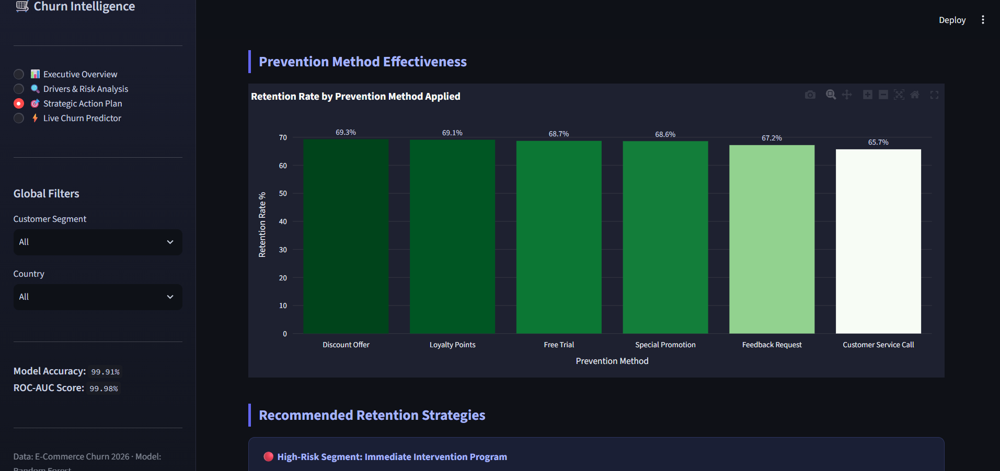 Churn Intelligence
Executive Overview
Drivers & Risk Analysis
Strategic Action Plan
Live Churn Predictor
Global Filters
Customer Segment
All
Country
All
Model Accuracy: 99.91%
ROC-AUC Score: 99.98%
Data: E-Commerce Churn 2026 · Model:
Random Forest
Deploy
Prevention Method Effectiveness
Retention Rate by Prevention Method Applied
69.3%
69.1%
68.7%
68.6%
67.2%
65.7%
70
60
50
40
30
20
10
0
Retention Rate %
Discount Offer
Loyalty Points
Free Trial
Special Promotion
Feedback Request
Customer Service Call
Prevention Method
Recommended Retention Strategies
High-Risk Segment: Immediate Intervention Program